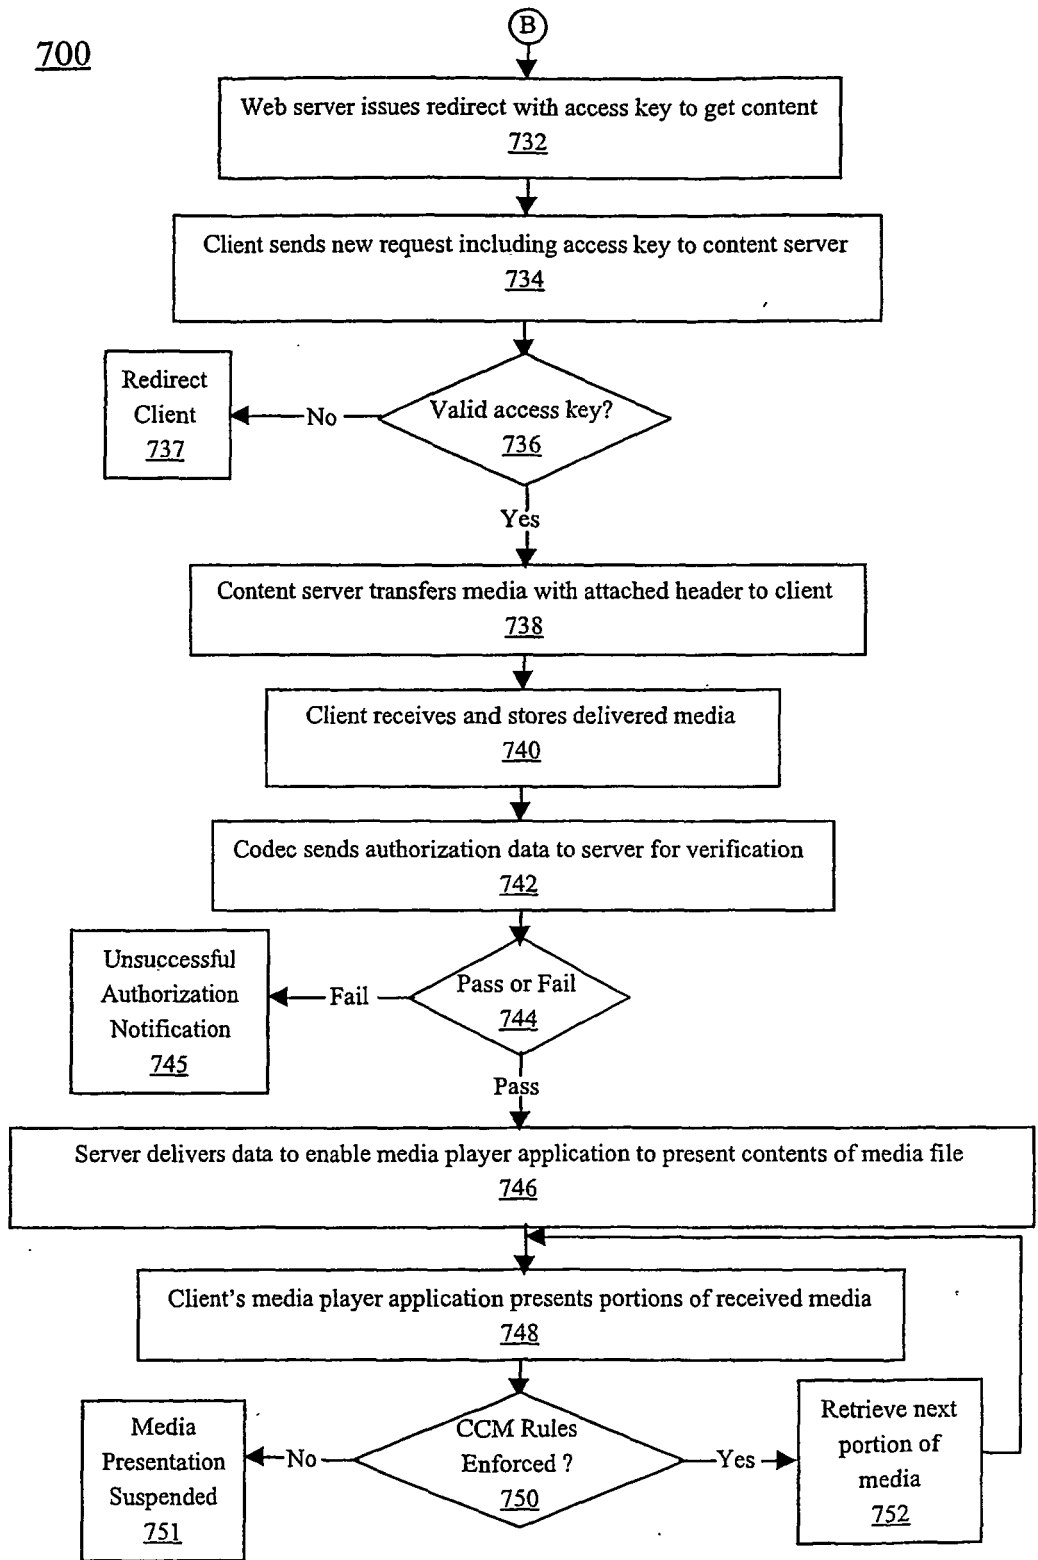 B
700
Web server issues redirect with access key to get content
732
Client sends new request including access key to content server
734
Redirect
Client
737
No
Valid access key?
736
Yes
Content server transfers media with attached header to client
738
Client receives and stores delivered media
740
Codec sends authorization data to server for verification
742
Unsuccessful
Authorization
Notification
745
Fail
Pass or Fail
744
Pass
Server delivers data to enable media player application to present contents of media file
746
Client's media player application presents portions of received media
748
Media
Presentation
Suspended
751
No
CCM Rules
Enforced ?
750
Yes
Retrieve next
portion of
media
752